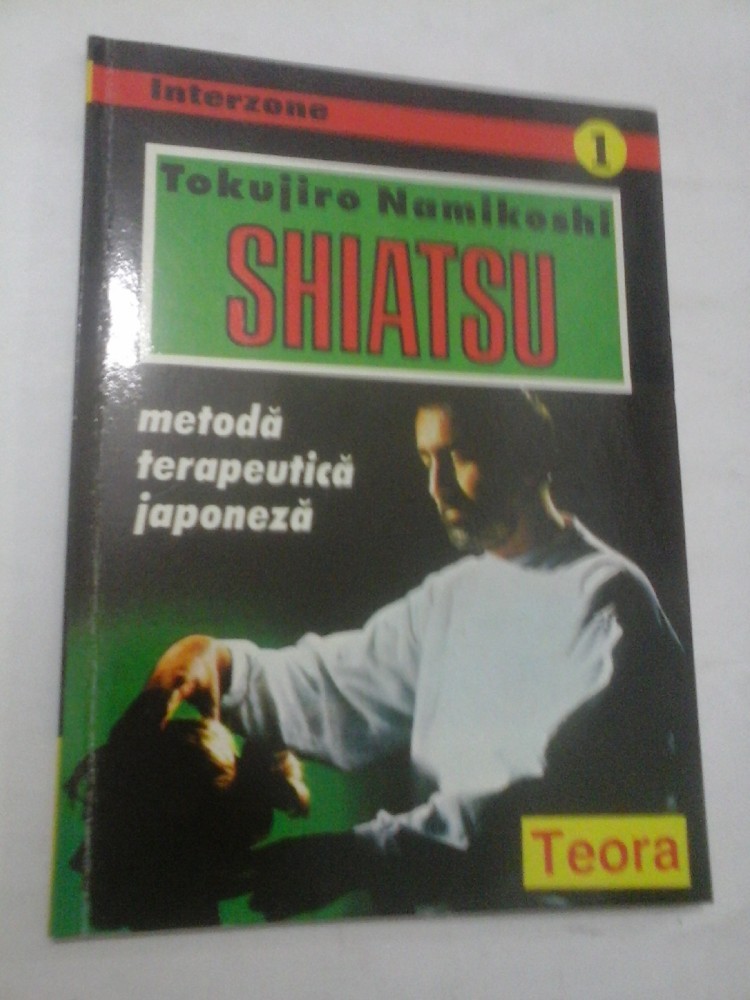 Interzone
1
Tokujiro Namikoshi
SHIATSU
metodă
terapeutică
japoneză
Teora